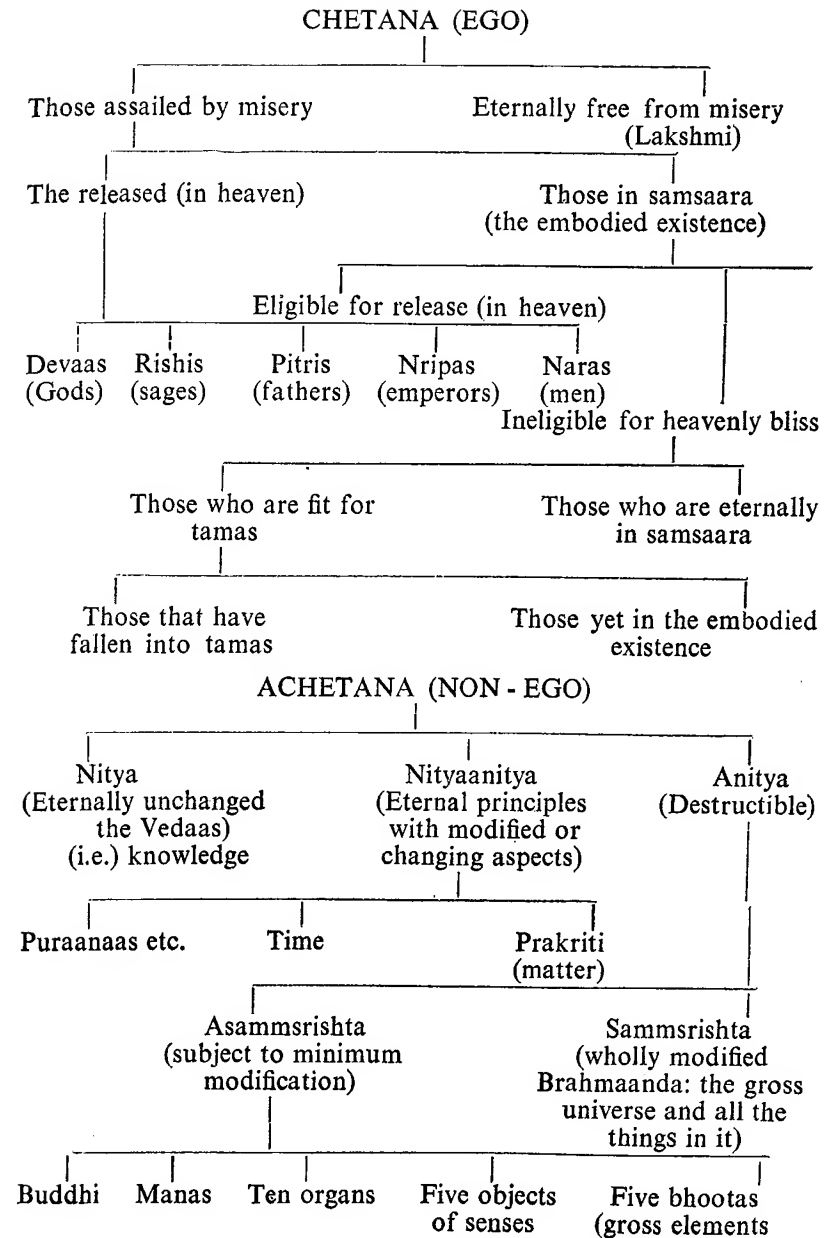 CHETANA (EGO)
Those assailed by misery
Eternally free from misery
(Lakshmi)
The released (in heaven)
Those in samsaara
(the embodied existence)
Eligible for release (in heaven)
Devaas
(Gods)
Rishis
(sages)
Pitris
(fathers)
Nripas
(emperors)
Naras
(men)
Ineligible for heavenly bliss
Those who are fit for
tamas
Those who are eternally
in samsaara
Those that have
fallen into tamas
Those yet in the embodied
existence
ACHETANA (NON - EGO)
Nitya
(Eternally unchanged
the Vedaas)
(i.e.) knowledge
Nityaanitya
(Eternal principles
with modified or
changing aspects)
Anitya
(Destructible)
Puraanaas etc.
Time
Prakriti
(matter)
Asammsrishta
(subject to minimum
modification)
Sammsrishta
(wholly modified
Brahmaanda: the gross
universe and all the
things in it)
Buddhi
Manas
Ten organs
Five objects
of senses
Five bhootas
(gross elements